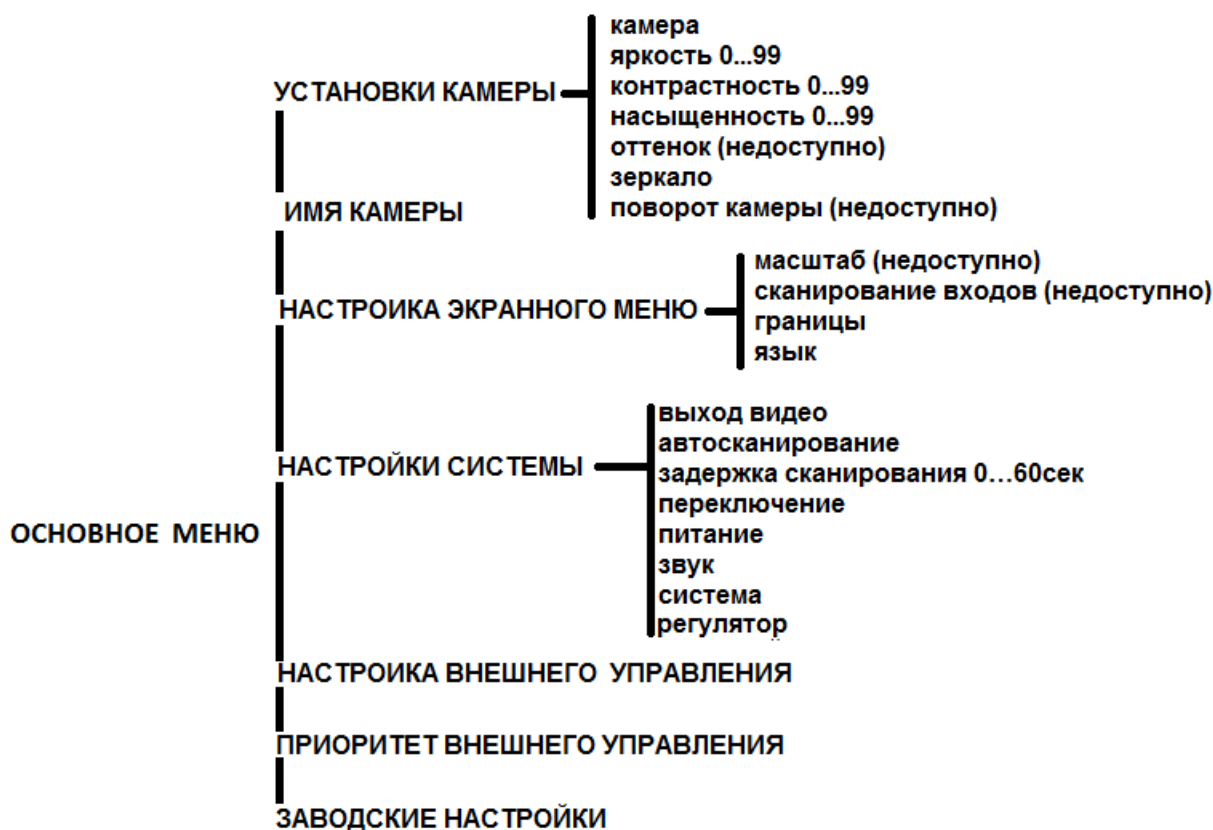 камера
яркость 0...99
контрастность 0...99
насыщенность 0...99
оттенок (недоступно)
зеркало
поворот камеры (недоступно)
УСТАНОВКИ КАМЕРЫ
ИМЯ КАМЕРЫ
масштаб (недоступно)
сканирование входов (недоступно)
границы
язык
НАСТРОИКА ЭКРАННОГО МЕНЮ
выход видео
автосканирование
задержка сканирования 0...60сек
переключение
питание
звук
система
регулятор
НАСТРОЙКИ СИСТЕМЫ
ОСНОВНОЕ МЕНЮ
НАСТРОИКА ВНЕШНЕГО УПРАВЛЕНИЯ
ПРИОРИТЕТ ВНЕШНЕГО УПРАВЛЕНИЯ
ЗАВОДСКИЕ НАСТРОЙКИ